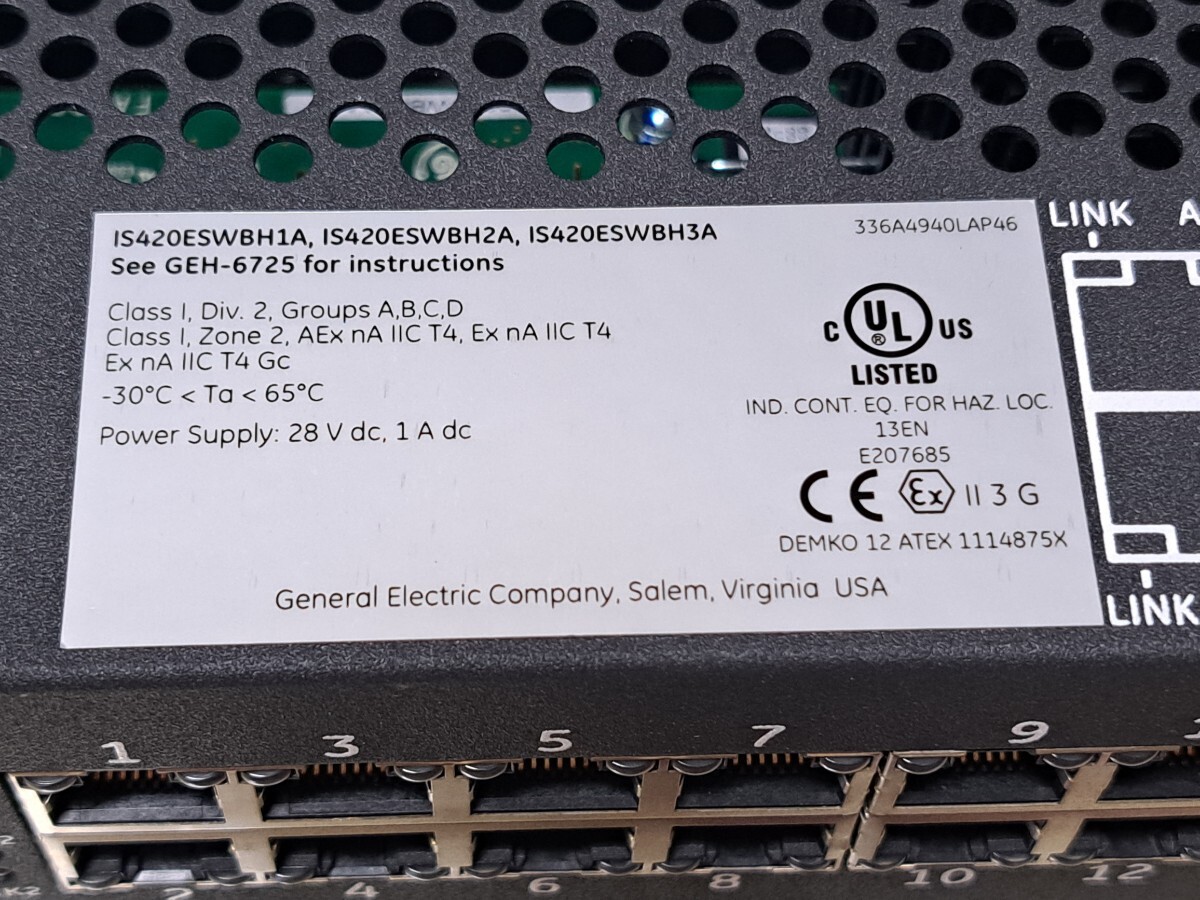 IS420ESWBH1A, IS420ESWBH2A, IS420ESWBH3A
336A4940LAP46
See GEH-6725 for instructions
Class I, Div. 2, Groups A,B,C,D
Class I, Zone 2, AEx nA IIC T4, Ex nA IIC T4
Ex nA IIC T4 Gc
-30°C < Ta < 65°C
Power Supply: 28 V dc, 1 A dc
C UL ® US
LISTED
IND. CONT. EQ. FOR HAZ. LOC.
13EN
E207685
CE Ex II 3 G
DEMKO 12 ATEX 1114875X
General Electric Company, Salem, Virginia USA
LINK
LINK
1 3 5 7 9
2 4 6 8 10 12